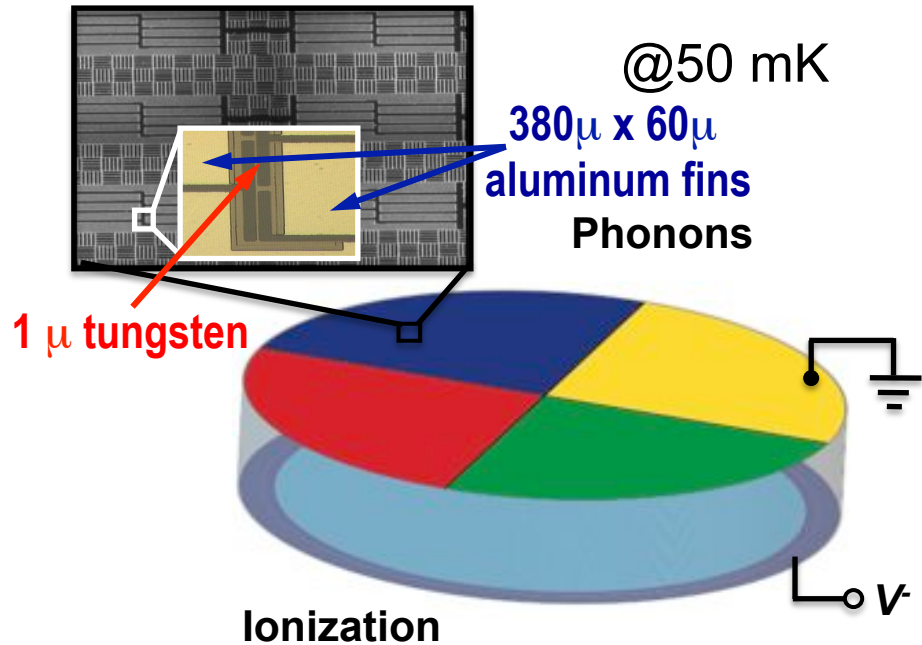 @50 mK
380μ x 60μ
aluminum fins
Phonons
1 μ tungsten
V-
Ionization